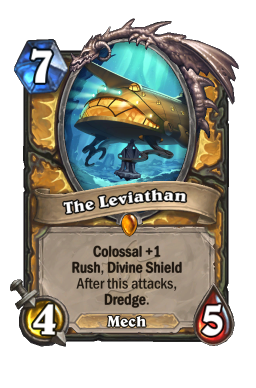 7
The Leviathan
Colossal +1
Rush, Divine Shield
After this attacks,
Dredge.
4
Mech
5